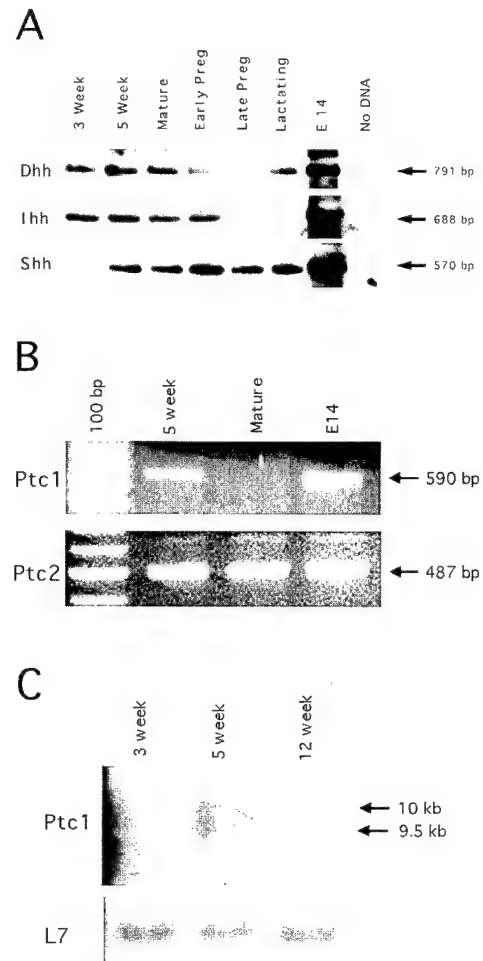 A
3 Week
5 Week
Mature
Early Preg
Late Preg
Lactating
E 14
No DNA
Dhh
791 bp
Ihh
688 bp
Shh
570 bp
B
100 bp
5 week
Mature
E14
Ptc1
590 bp
Ptc2
487 bp
C
3 week
5 week
12 week
Ptc1
10 kb
9.5 kb
L7